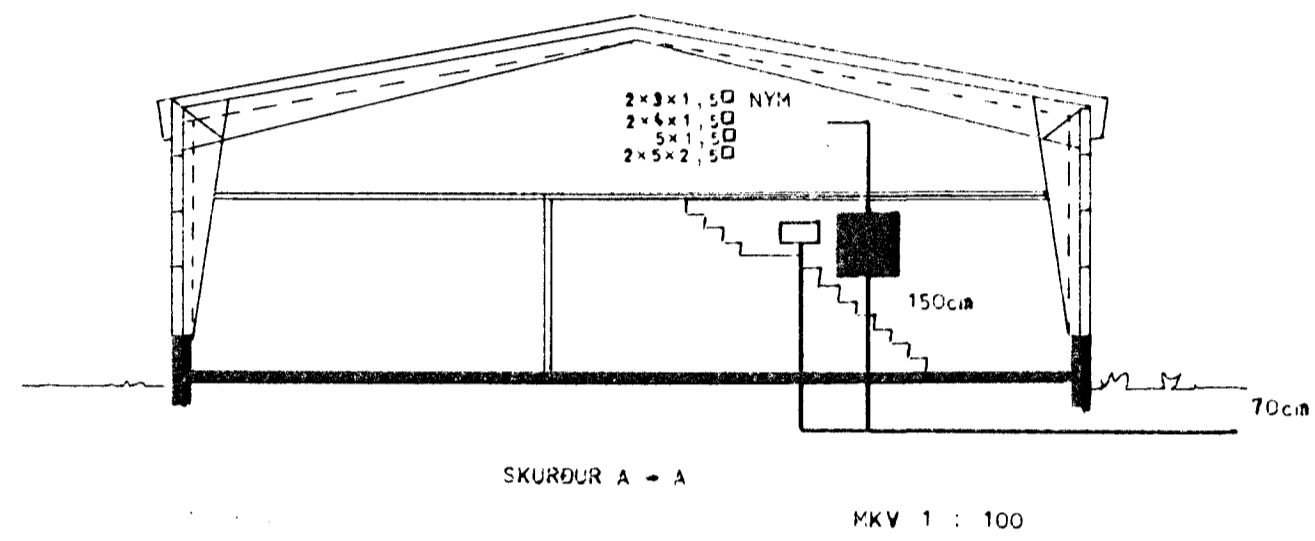 2×3×1,5□ NYM
2×4×1,5□
5×1,5□
2×5×2,5□
150cm
70cm
SKURÐUR A - A
MKV 1 : 100